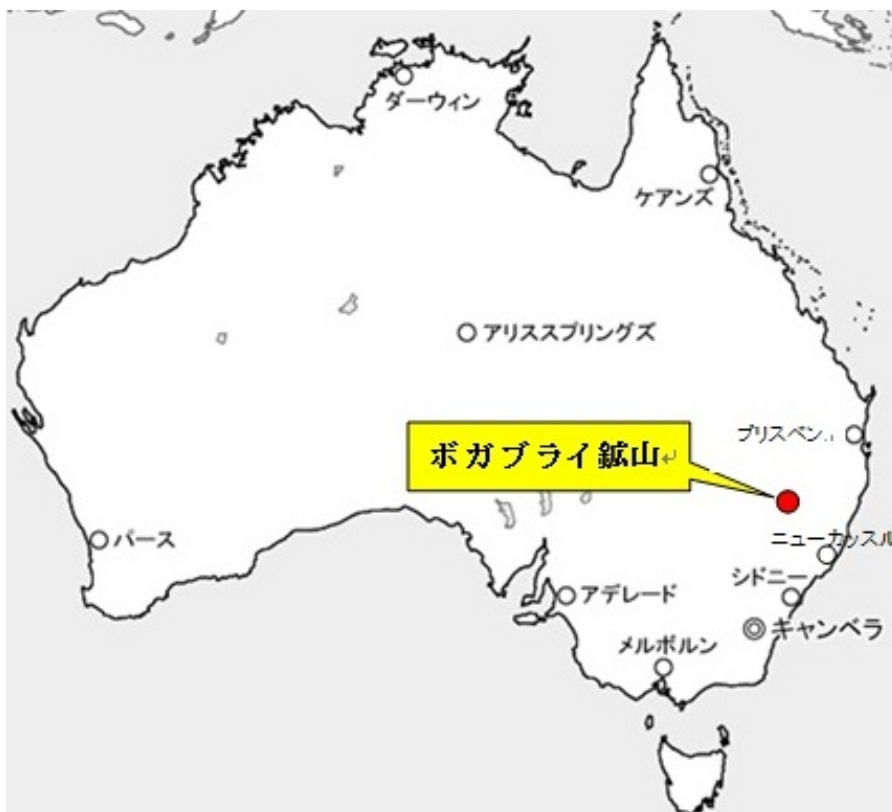 ダーウィン
ケアンズ
アリススプリングズ
ブリスベン
ボガブライ鉱山
パース
ニューカッスル
シドニー
アデレード
キャンベラ
メルボルン